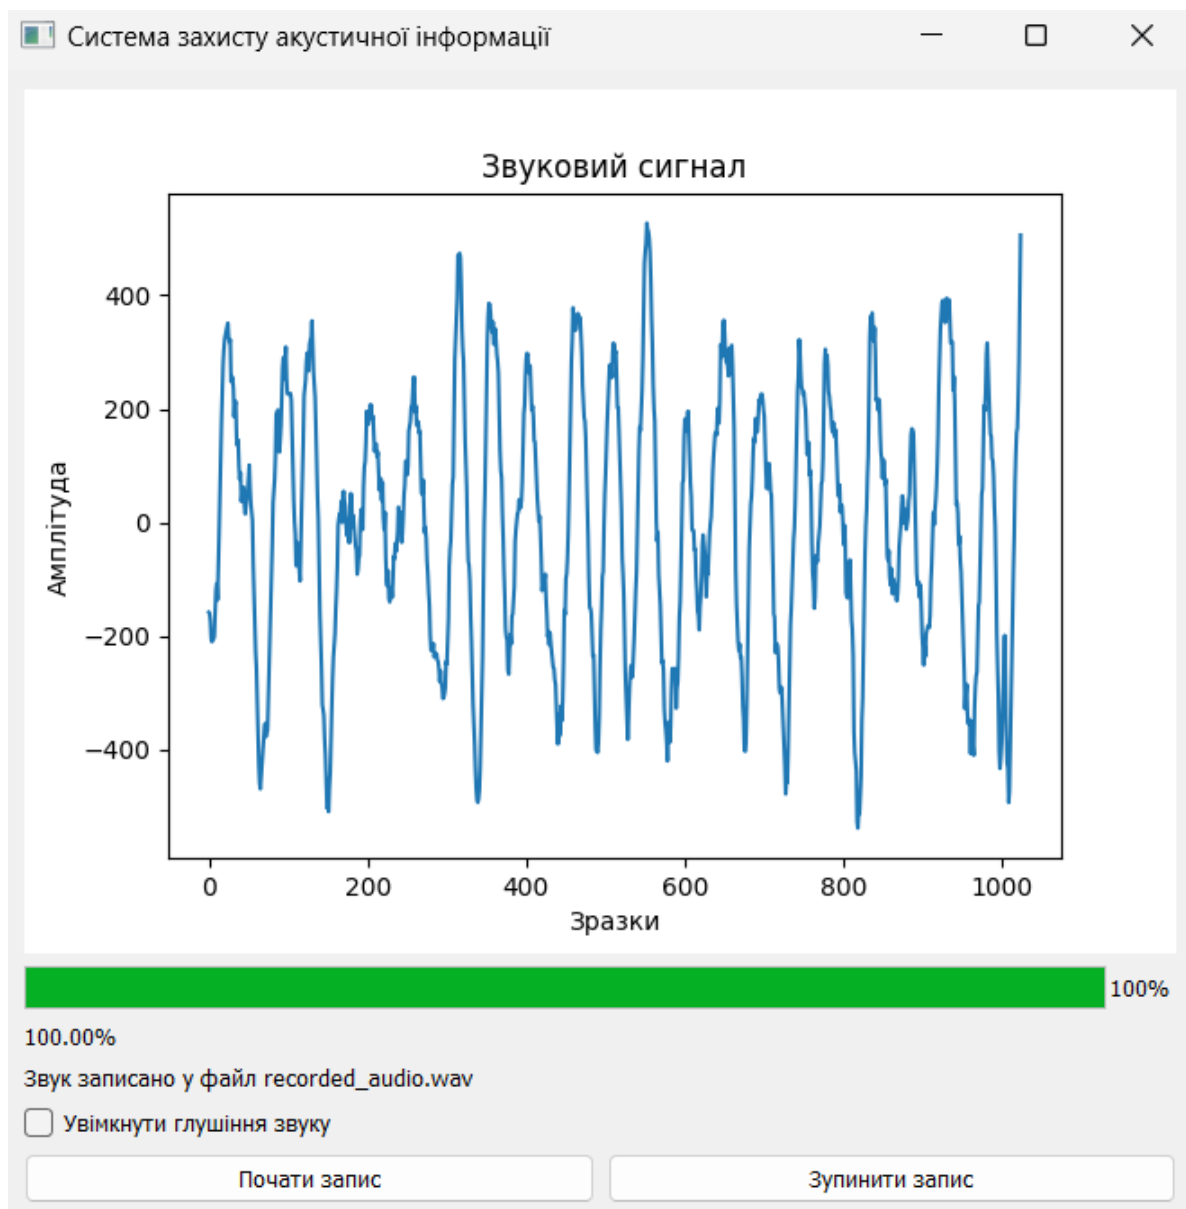 Система захисту акустичної інформації
Звуковий сигнал
Амплітуда
400
200
0
−200
−400
0 200 400 600 800 1000
Зразки
100%
100.00%
Звук записано у файл recorded_audio.wav
Увімкнути глушіння звуку
Почати запис Зупинити запис